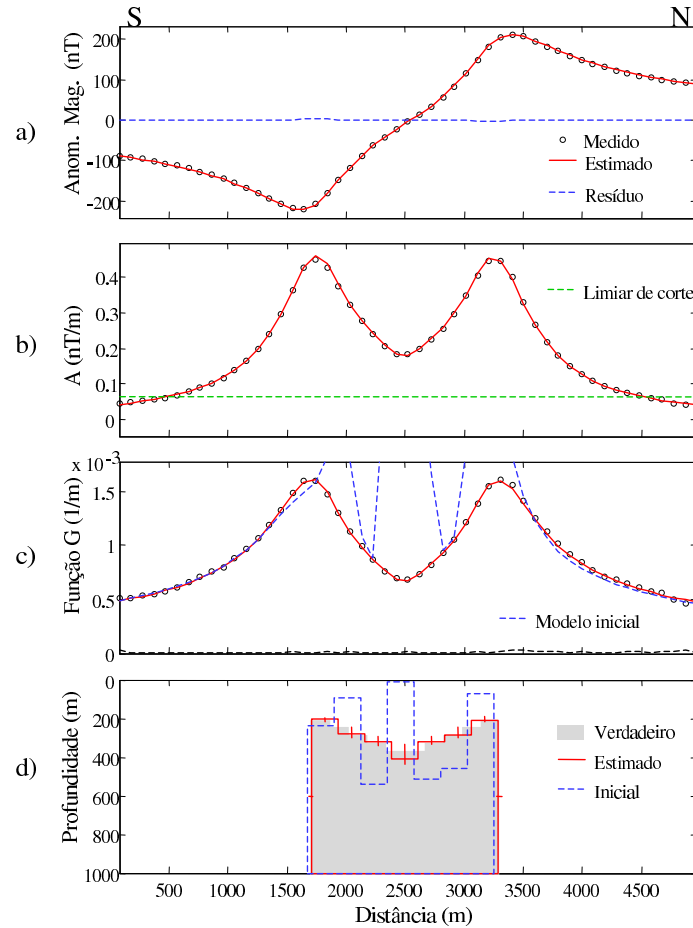 S N
a)
Anom. Mag. (nT)
200
100
0
-100
-200
Medido
Estimado
Resíduo
b)
A (nT/m)
0.4
0.3
0.2
0.1
0
Limiar de corte
c)
Função G (1/m)
x 10-3
1.5
1
0.5
0
Modelo inicial
d)
Profundidade (m)
0
200
400
600
800
1000
Verdadeiro
Estimado
Inicial
500 1000 1500 2000 2500 3000 3500 4000 4500
Distância (m)